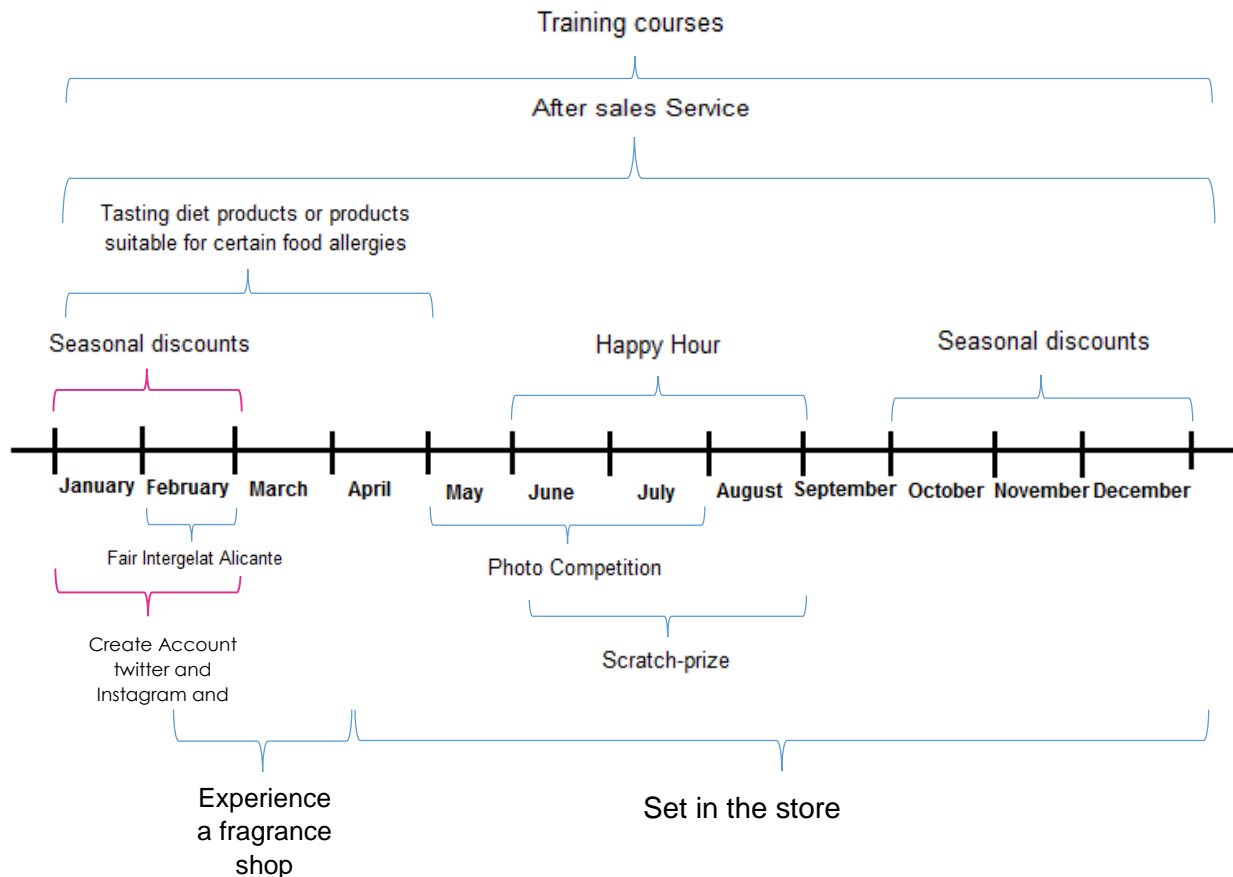 Training courses
After sales Service
Tasting diet products or products
suitable for certain food allergies
Seasonal discounts
Happy Hour
Seasonal discounts
January February March April May June July August September October November December
Fair Intergelat Alicante
Photo Competition
Create Account
twitter and
Instagram and
Scratch-prize
Experience
a fragrance
shop
Set in the store